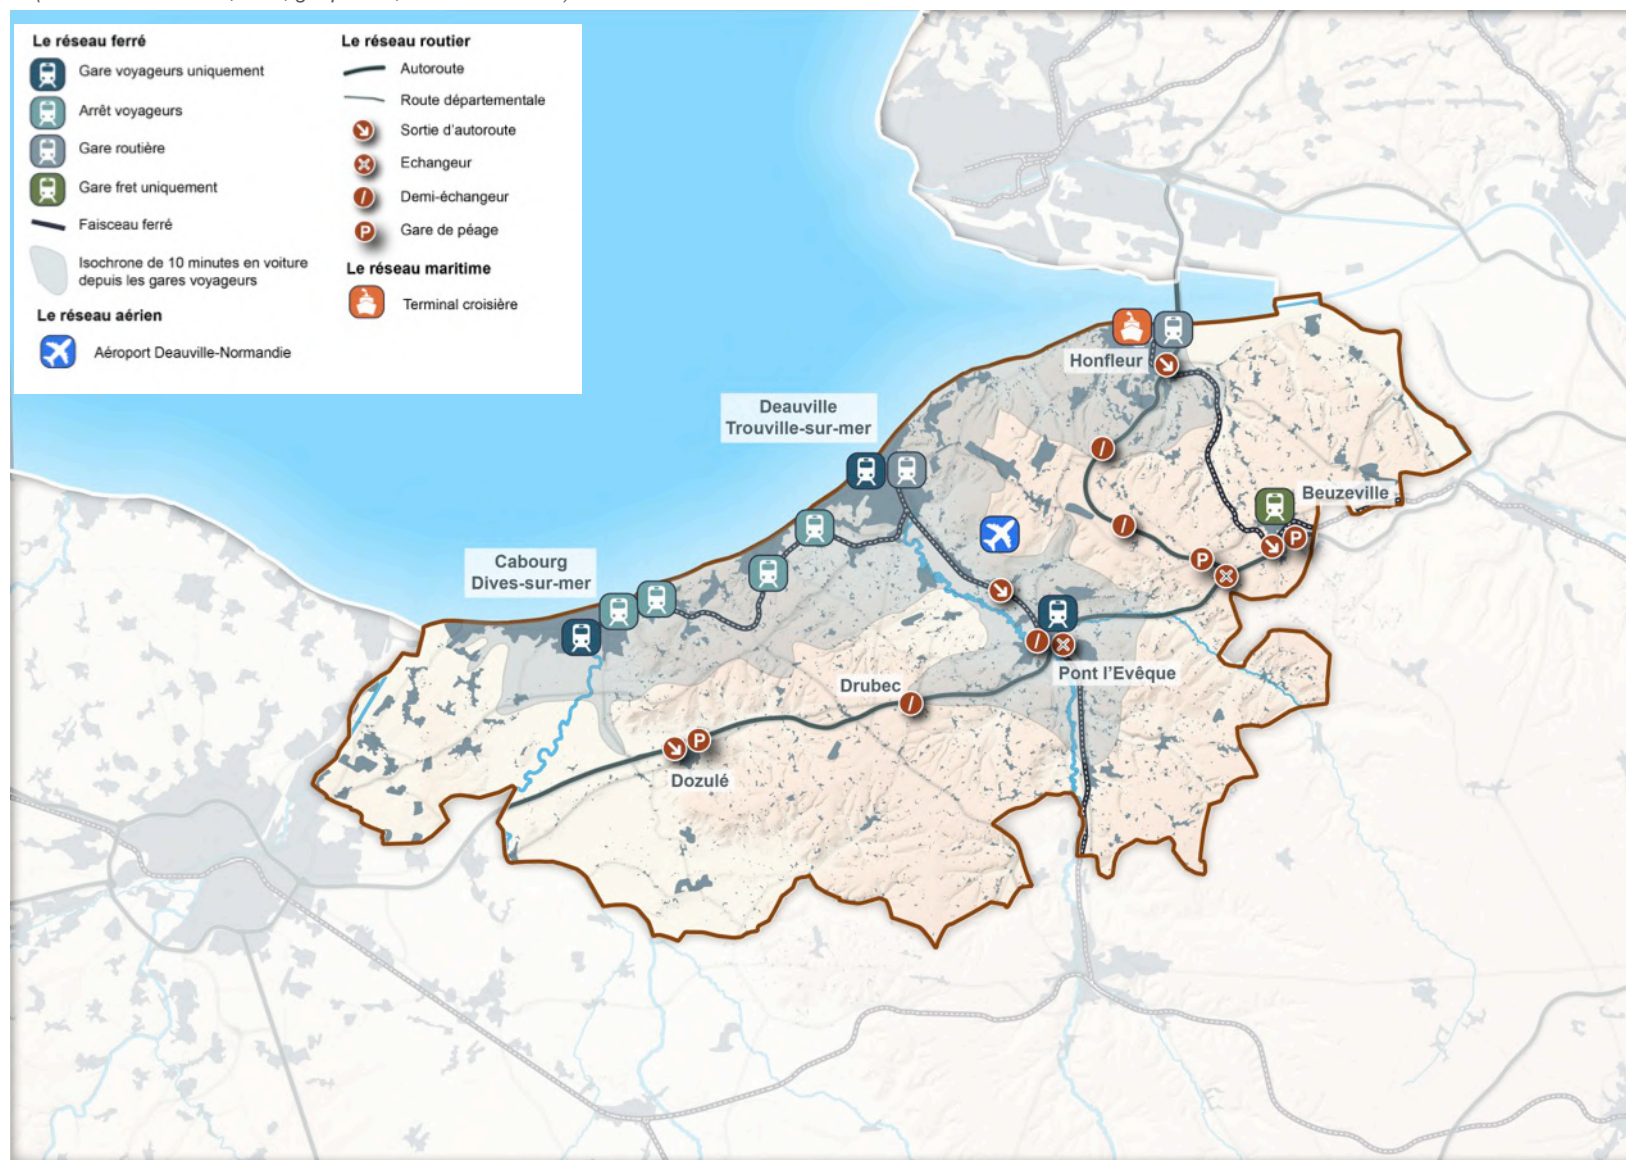 Le réseau ferré
Gare voyageurs uniquement
Arrêt voyageurs
Gare routière
Gare fret uniquement
Faisceau ferré
Isochrone de 10 minutes en voiture
depuis les gares voyageurs
Le réseau aérien
Aéroport Deauville-Normandie
Le réseau routier
Autoroute
Route départementale
Sortie d'autoroute
Echangeur
Demi-échangeur
P
Gare de péage
Le réseau maritime
Terminal croisière
Honfleur
Deauville
Trouville-sur-mer
Beuzeville
P
P
Cabourg
Dives-sur-mer
Pont l'Evêque
Drubec
P
Dozulé